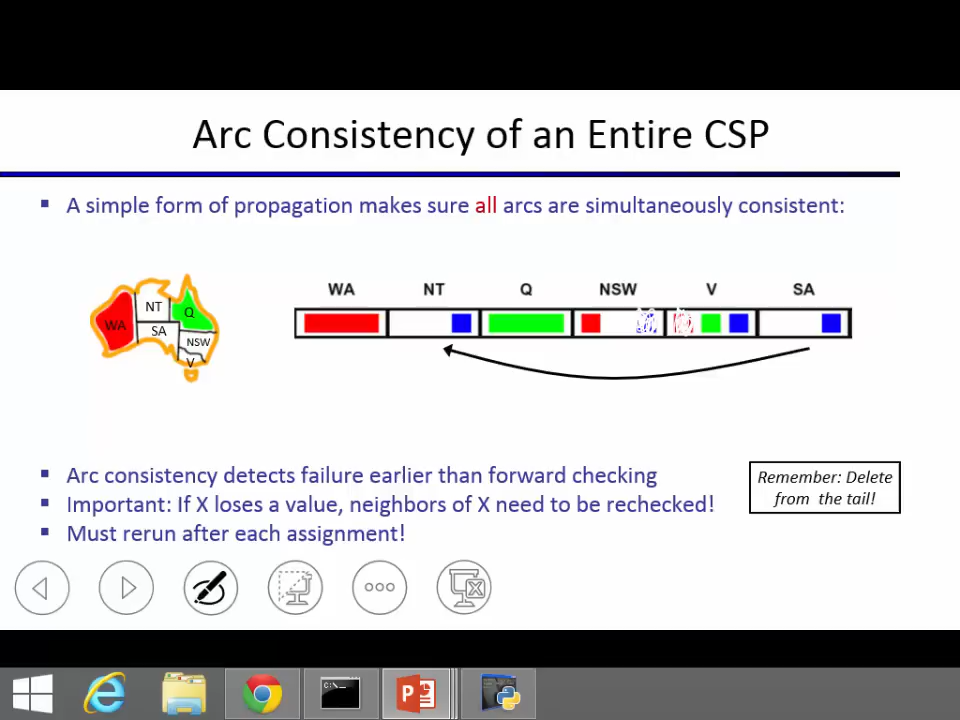 Arc Consistency of an Entire CSP
▪ A simple form of propagation makes sure all arcs are simultaneously consistent:
WA NT Q NSW V SA
NT
Q
WA
SA
NSW
V
▪ Arc consistency detects failure earlier than forward checking
▪ Important: If X loses a value, neighbors of X need to be rechecked!
▪ Must rerun after each assignment!
Remember: Delete
from the tail!
C:\_